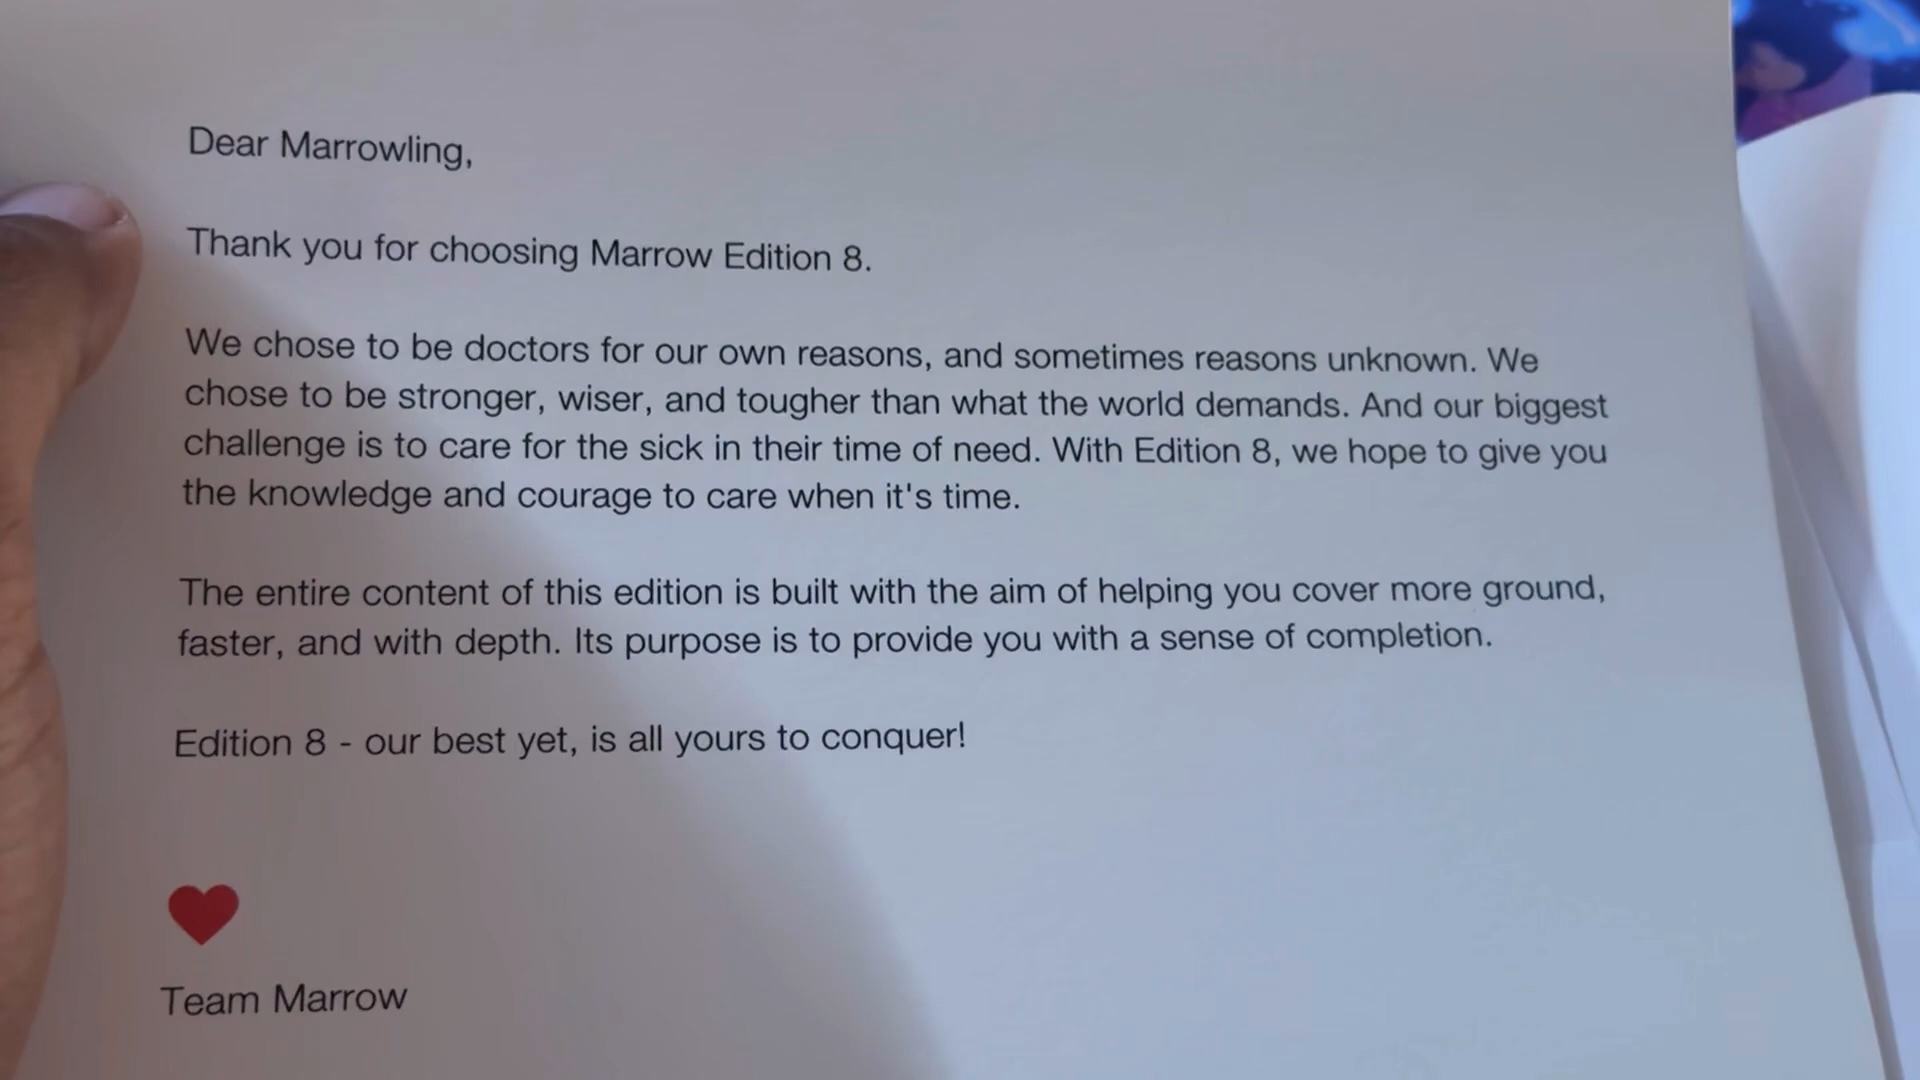 Dear Marrowling,
Thank you for choosing Marrow Edition 8.
We chose to be doctors for our own reasons, and sometimes reasons unknown. We
chose to be stronger, wiser, and tougher than what the world demands. And our biggest
challenge is to care for the sick in their time of need. With Edition 8, we hope to give you
the knowledge and courage to care when it's time.
The entire content of this edition is built with the aim of helping you cover more ground,
faster, and with depth. Its purpose is to provide you with a sense of completion.
Edition 8 - our best yet, is all yours to conquer!
Team Marrow